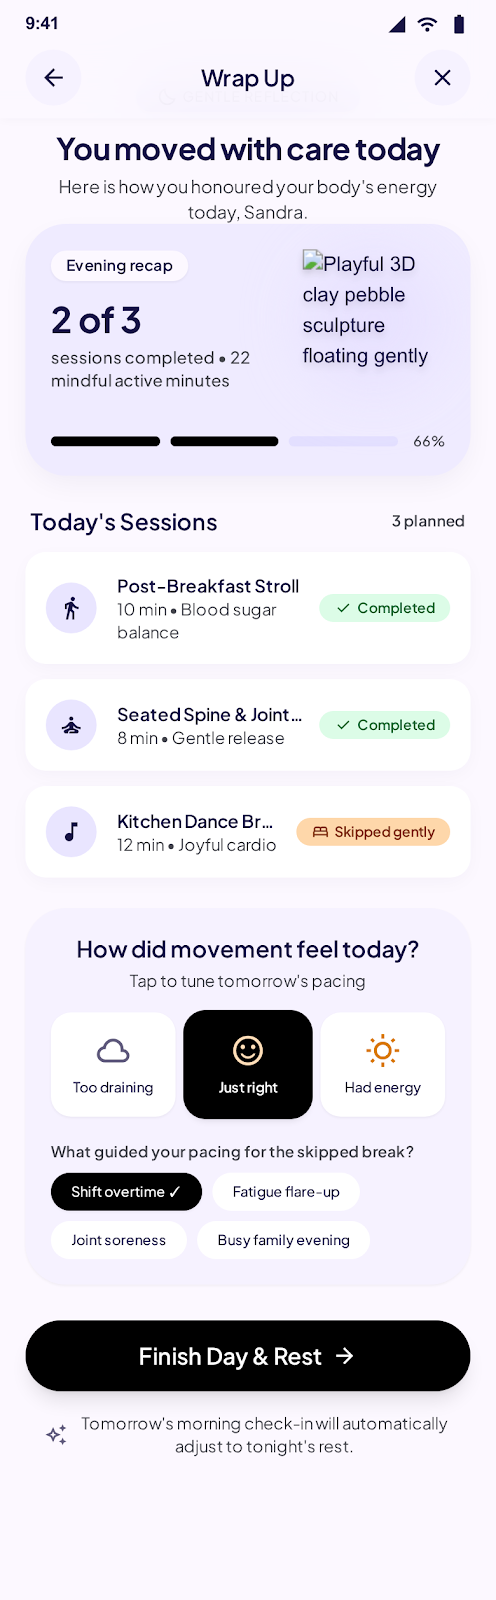 9:41
Wrap Up
You moved with care today
Here is how you honoured your body's energy
today, Sandra.
Evening recap
Playful 3D
clay pebble
sculpture
floating gently
2 of 3
sessions completed • 22
mindful active minutes
66%
Today's Sessions
3 planned
Post-Breakfast Stroll
10 min • Blood sugar
balance
✓ Completed
Seated Spine & Joint...
8 min • Gentle release
✓ Completed
Kitchen Dance Br...
12 min • Joyful cardio
Skipped gently
How did movement feel today?
Tap to tune tomorrow's pacing
Too draining
Just right
Had energy
What guided your pacing for the skipped break?
Shift overtime ✓
Fatigue flare-up
Joint soreness
Busy family evening
Finish Day & Rest →
Tomorrow's morning check-in will automatically
adjust to tonight's rest.